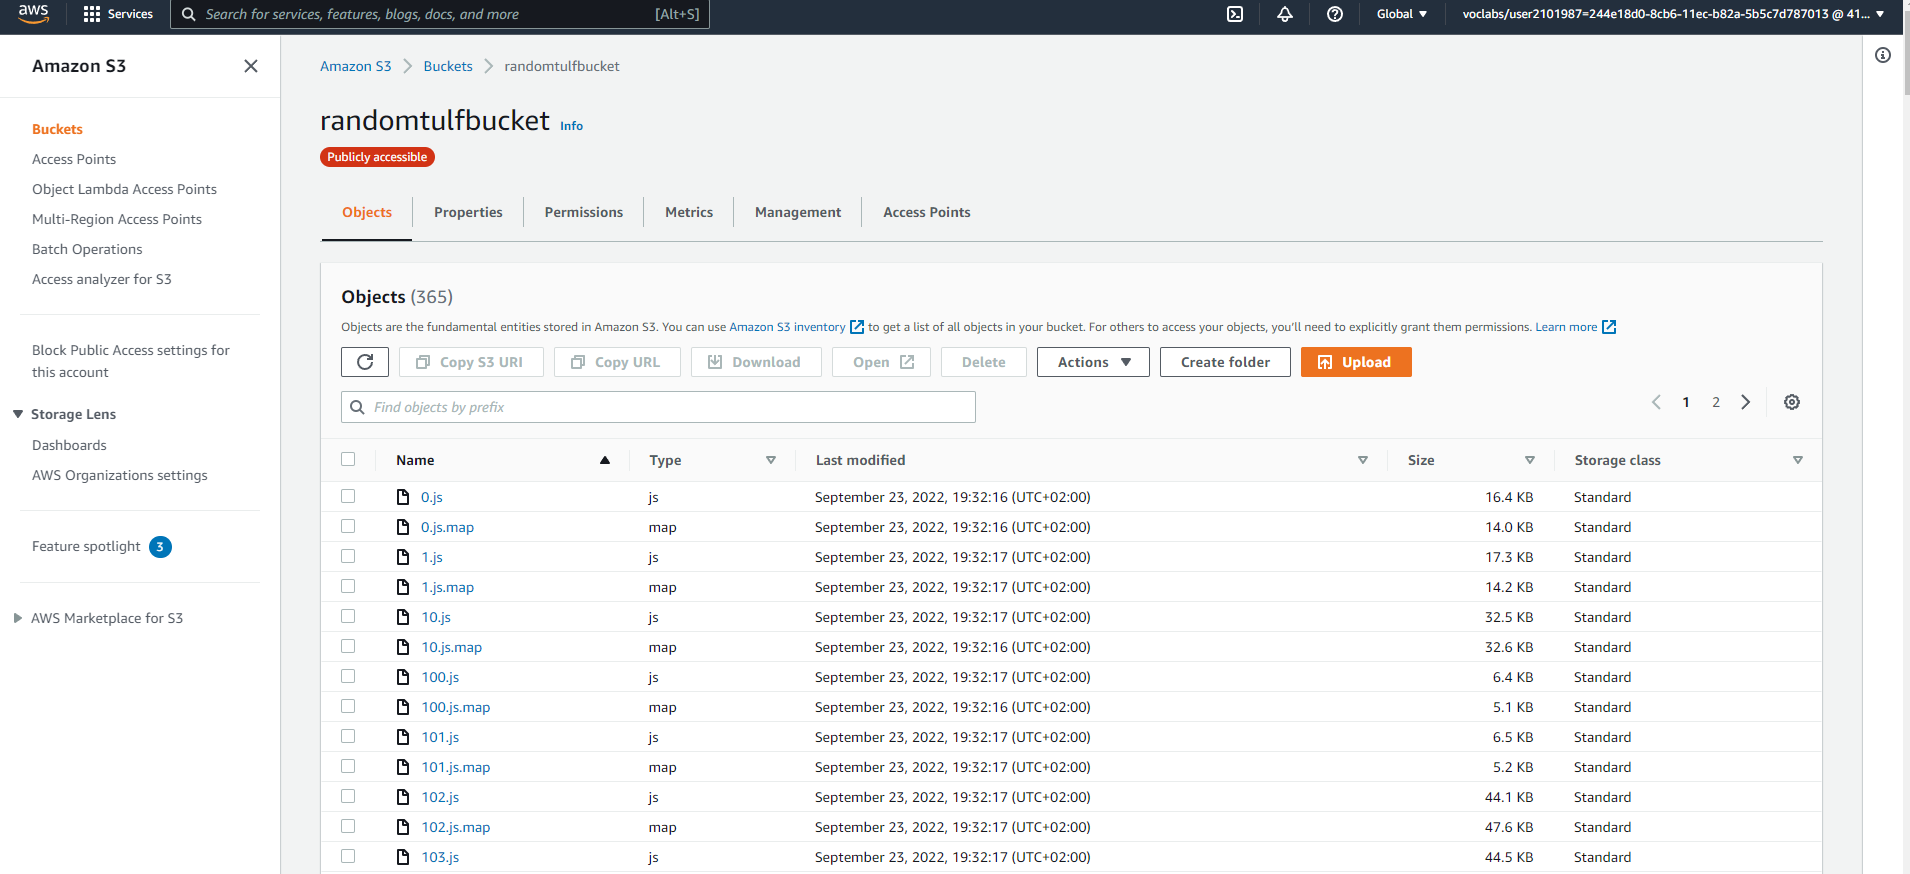 aws
Services
Search for services, features, blogs, docs, and more
[Alt+S]
Global
voclabs/user2101987=244e18d0-8cb6-11ec-b82a-5b5c7d787013 @ 41...
Amazon S3
Buckets
Access Points
Object Lambda Access Points
Multi-Region Access Points
Batch Operations
Access analyzer for S3
Block Public Access settings for
this account
Storage Lens
Dashboards
AWS Organizations settings
Feature spotlight 3
AWS Marketplace for S3
Amazon S3 Buckets randomtulfbucket
randomtulfbucket Info
Publicly accessible
Objects Properties Permissions Metrics Management Access Points
Objects (365)
Objects are the fundamental entities stored in Amazon S3. You can use Amazon S3 inventory to get a list of all objects in your bucket. For others to access your objects, you'll need to explicitly grant them permissions. Learn more
Copy S3 URI Copy URL Download Open Delete Actions Create folder Upload
Find objects by prefix
1 2
Name Type Last modified Size Storage class
0.js js September 23, 2022, 19:32:16 (UTC+02:00) 16.4 KB Standard
0.js.map map September 23, 2022, 19:32:16 (UTC+02:00) 14.0 KB Standard
1.js js September 23, 2022, 19:32:17 (UTC+02:00) 17.3 KB Standard
1.js.map map September 23, 2022, 19:32:17 (UTC+02:00) 14.2 KB Standard
10.js js September 23, 2022, 19:32:17 (UTC+02:00) 32.5 KB Standard
10.js.map map September 23, 2022, 19:32:16 (UTC+02:00) 32.6 KB Standard
100.js js September 23, 2022, 19:32:17 (UTC+02:00) 6.4 KB Standard
100.js.map map September 23, 2022, 19:32:16 (UTC+02:00) 5.1 KB Standard
101.js js September 23, 2022, 19:32:17 (UTC+02:00) 6.5 KB Standard
101.js.map map September 23, 2022, 19:32:17 (UTC+02:00) 5.2 KB Standard
102.js js September 23, 2022, 19:32:17 (UTC+02:00) 44.1 KB Standard
102.js.map map September 23, 2022, 19:32:17 (UTC+02:00) 47.6 KB Standard
103.js js September 23, 2022, 19:32:17 (UTC+02:00) 44.5 KB Standard